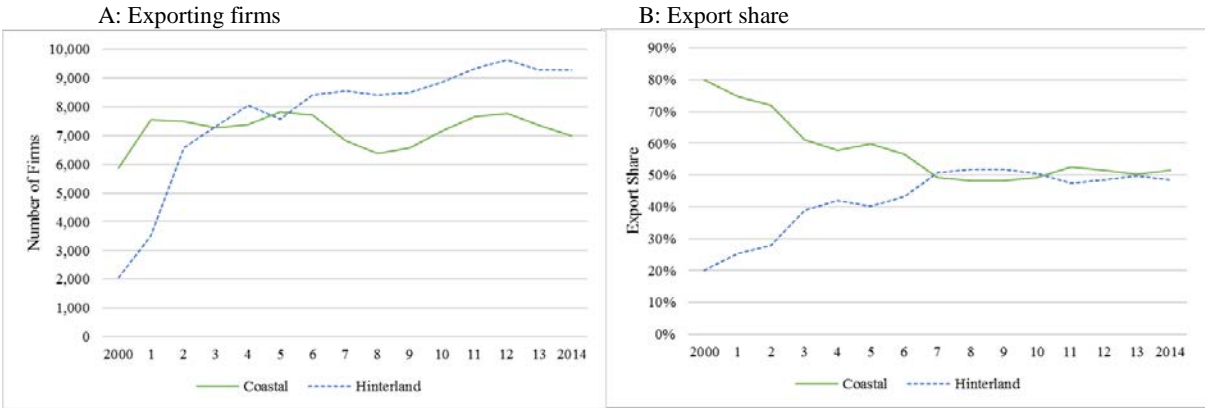 A: Exporting firms
10,000
9,000
8,000
7,000
6,000
5,000
4,000
3,000
2,000
1,000
0
Number of Firms
2000 1 2 3 4 5 6 7 8 9 10 11 12 13 2014
Coastal Hinterland
B: Export share
90%
80%
70%
60%
50%
40%
30%
20%
10%
0%
Export Share
2000 1 2 3 4 5 6 7 8 9 10 11 12 13 2014
Coastal Hinterland